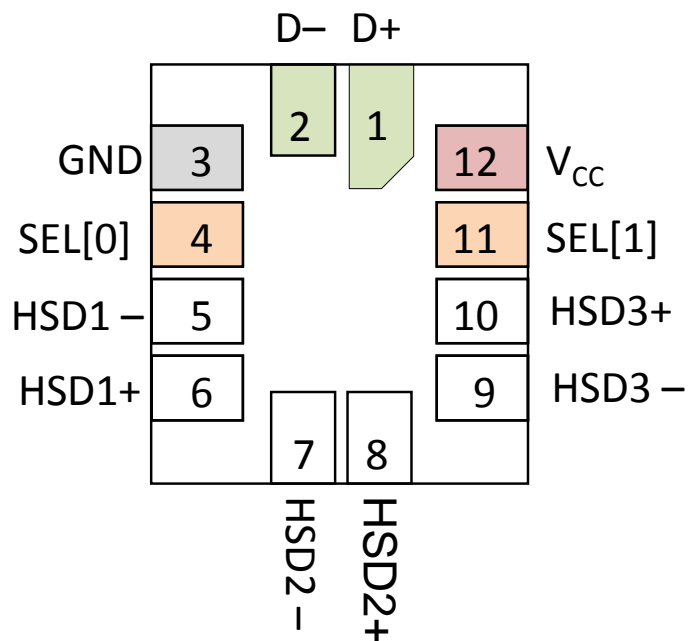 D– D+
2 1
GND 3 12 VCC
SEL[0] 4 11 SEL[1]
HSD1 – 5 10 HSD3+
HSD1+ 6 9 HSD3 –
7 8
HSD2 –
HSD2+